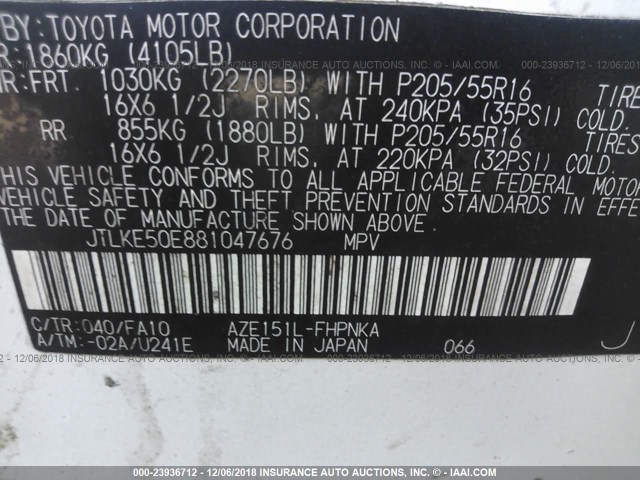 BY: TOYOTA MOTOR CORPORATION
R: 1860KG (4105LB)
R: FRT. 1030KG (2270LB) WITH P205/55R16 TIRE
16X6 1/2J RIMS, AT 240KPA (35PSI) COLD.
RR 855KG (1880LB) WITH P205/55R16 TIRES
16X6 1/2J RIMS, AT 220KPA (32PSI) COLD.
HIS VEHICLE CONFORMS TO ALL APPLICABLE FEDERAL MOTO
VEHICLE SAFETY AND THEFT PREVENTION STANDARDS IN EFFE
THE DATE OF MANUFACTURE SHOWN ABOVE.
JTLKE50E881047676 MPV
C/TR: 040/FA10 AZE151L-FHPNKA
A/TM: -02A/U241E MADE IN JAPAN 066 J
000-23936712 - 12/06/2018 INSURANCE AUTO AUCTIONS, INC. © - IAAI.COM